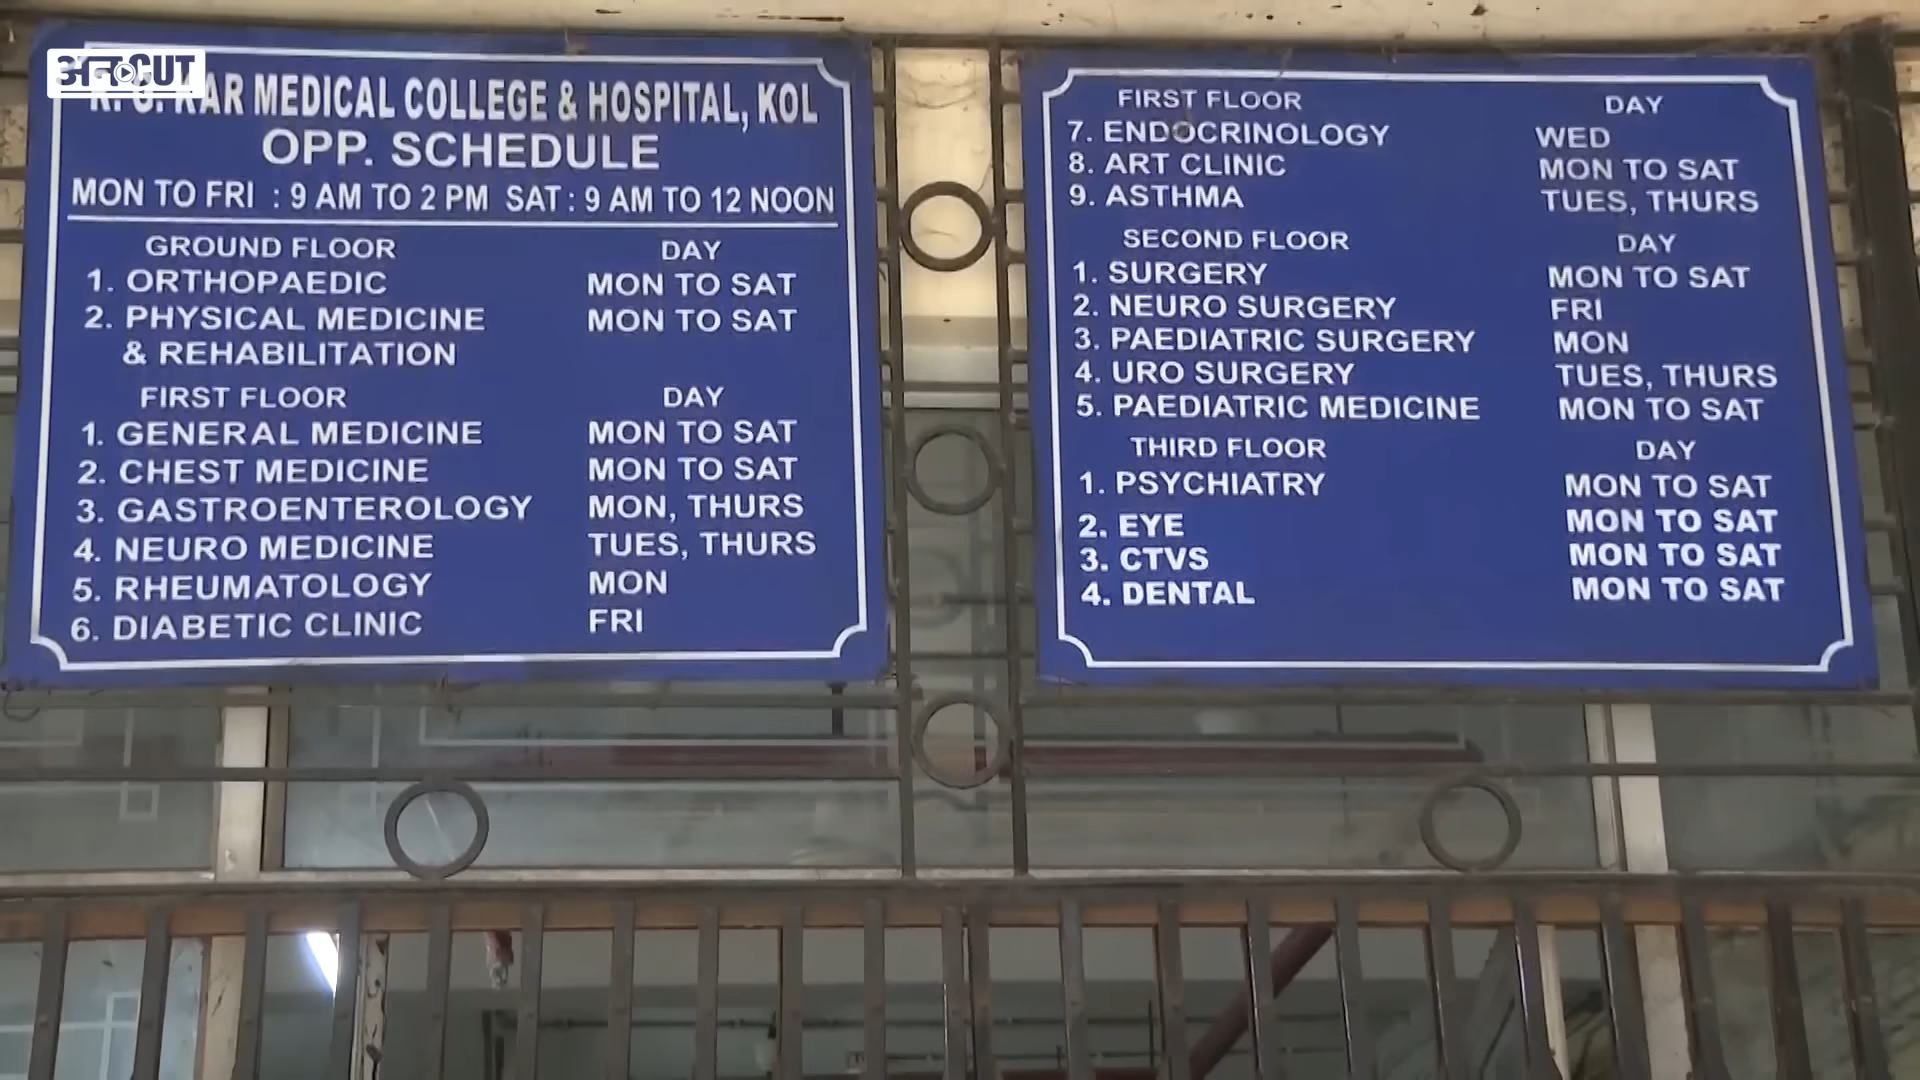 अनCUT
KAR MEDICAL COLLEGE & HOSPITAL, KOL
OPP. SCHEDULE
MON TO FRI : 9 AM TO 2 PM SAT : 9 AM TO 12 NOON
GROUND FLOOR DAY
1. ORTHOPAEDIC MON TO SAT
2. PHYSICAL MEDICINE MON TO SAT
& REHABILITATION
FIRST FLOOR DAY
1. GENERAL MEDICINE MON TO SAT
2. CHEST MEDICINE MON TO SAT
3. GASTROENTEROLOGY MON, THURS
4. NEURO MEDICINE TUES, THURS
5. RHEUMATOLOGY MON
6. DIABETIC CLINIC FRI
FIRST FLOOR DAY
7. ENDOCRINOLOGY WED
8. ART CLINIC MON TO SAT
9. ASTHMA TUES, THURS
SECOND FLOOR DAY
1. SURGERY MON TO SAT
2. NEURO SURGERY FRI
3. PAEDIATRIC SURGERY MON
4. URO SURGERY TUES, THURS
5. PAEDIATRIC MEDICINE MON TO SAT
THIRD FLOOR DAY
1. PSYCHIATRY MON TO SAT
2. EYE MON TO SAT
3. CTVS MON TO SAT
4. DENTAL MON TO SAT